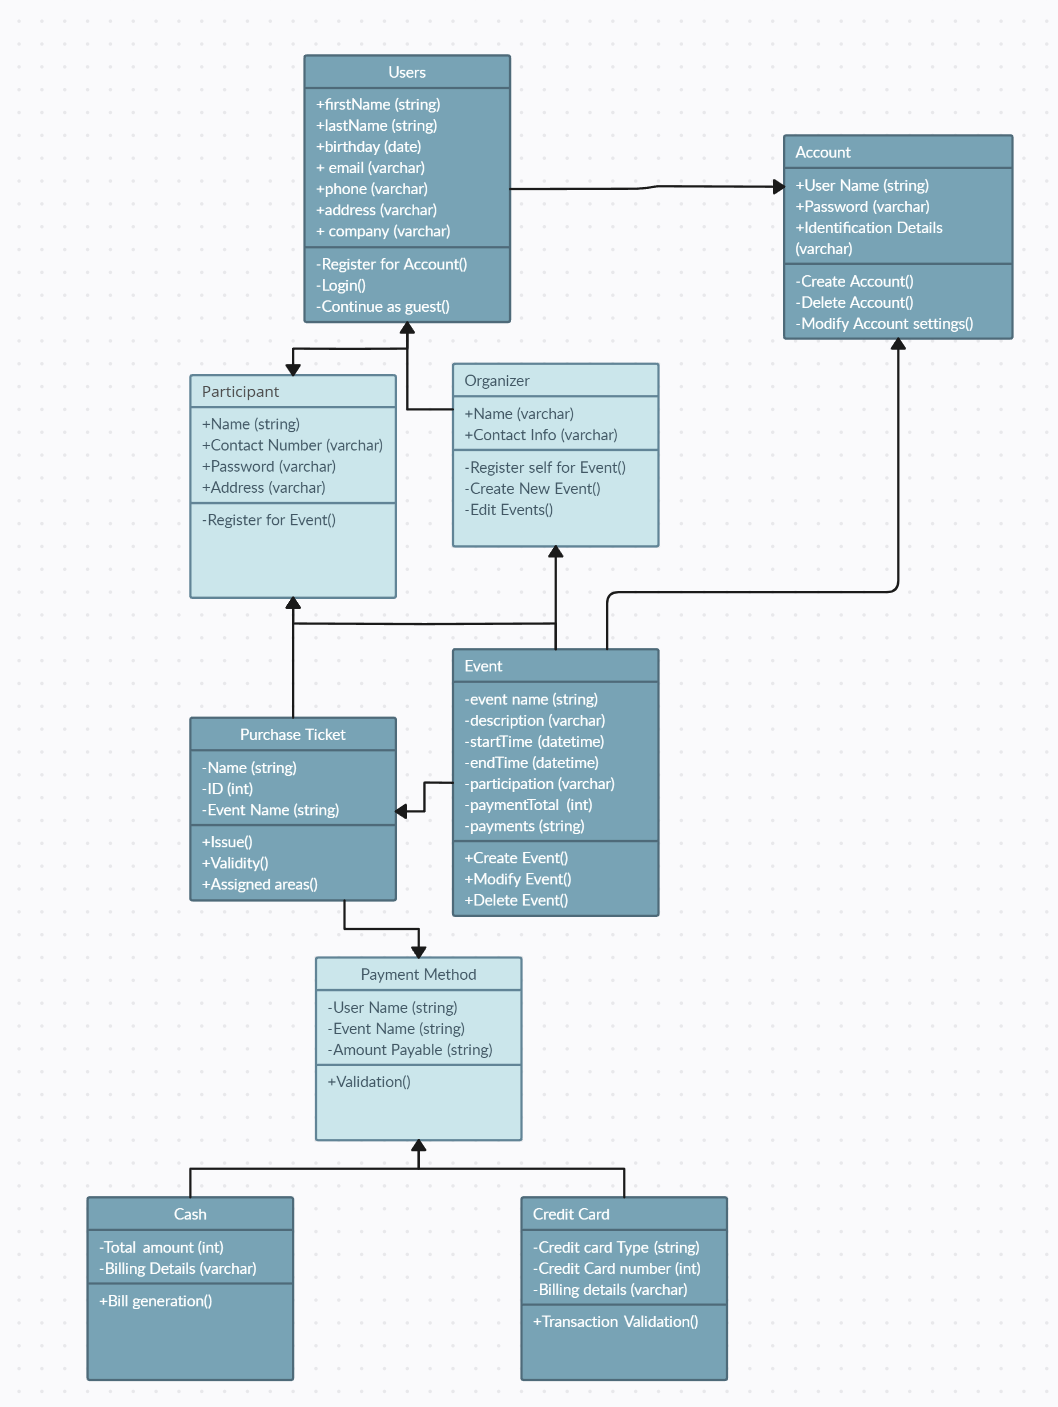 Users
+firstName (string)
+lastName (string)
+birthday (date)
+ email (varchar)
+phone (varchar)
+address (varchar)
+ company (varchar)
-Register for Account()
-Login()
-Continue as guest()
Account
+User Name (string)
+Password (varchar)
+Identification Details
(varchar)
-Create Account()
-Delete Account()
-Modify Account settings()
Participant
+Name (string)
+Contact Number (varchar)
+Password (varchar)
+Address (varchar)
-Register for Event()
Organizer
+Name (varchar)
+Contact Info (varchar)
-Register self for Event()
-Create New Event()
-Edit Events()
Event
-event name (string)
-description (varchar)
-startTime (datetime)
-endTime (datetime)
-participation (varchar)
-paymentTotal (int)
-payments (string)
+Create Event()
+Modify Event()
+Delete Event()
Purchase Ticket
-Name (string)
-ID (int)
-Event Name (string)
+Issue()
+Validity()
+Assigned areas()
Payment Method
-User Name (string)
-Event Name (string)
-Amount Payable (string)
+Validation()
Cash
-Total amount (int)
-Billing Details (varchar)
+Bill generation()
Credit Card
-Credit card Type (string)
-Credit Card number (int)
-Billing details (varchar)
+Transaction Validation()